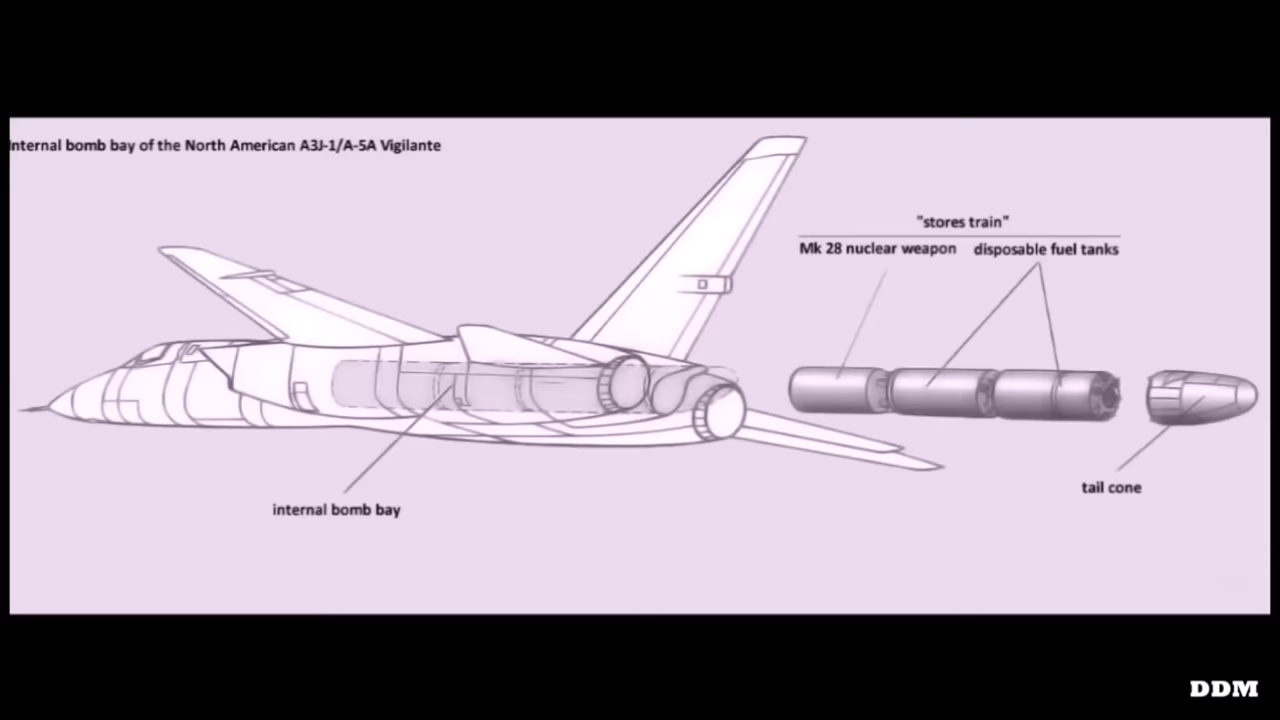 Internal bomb bay of the North American A3J-1/A-5A Vigilante
"stores train"
Mk 28 nuclear weapon disposable fuel tanks
internal bomb bay
tail cone
DDM